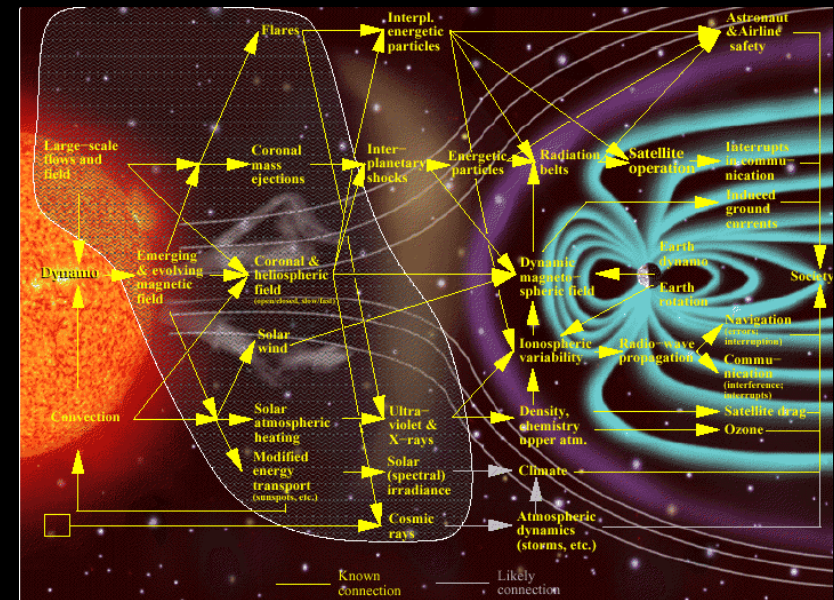 Flares
Interpl.
energetic
particles
Astronaut
&Airline
safety
Large-scale
flows and
field
Coronal
mass
ejections
Inter-
planetary
shocks
Energetic
particles
Radiation
belts
Satellite
operation
Interrupts
in commu-
nication
Induced
ground
currents
Dynamo
Emerging
& evolving
magnetic
field
Coronal &
heliospheric
field
(open/closed, slow/fast)
Dynamic
magneto-
spheric field
Earth
dynamo
Earth
rotation
Society
Solar
wind
Ionospheric
variability
Radio-wave
propagation
Navigation
(errors;
interruption)
Commu-
nication
(interference;
interrupts)
Convection
Solar
atmospheric
heating
Ultra-
violet &
X-rays
Density,
chemistry
upper atm.
Satellite drag
Ozone
Modified
energy
transport
(sunspots, etc.)
Solar
(spectral)
irradiance
Climate
Cosmic
rays
Atmospheric
dynamics
(storms, etc.)
Known
connection
Likely
connection